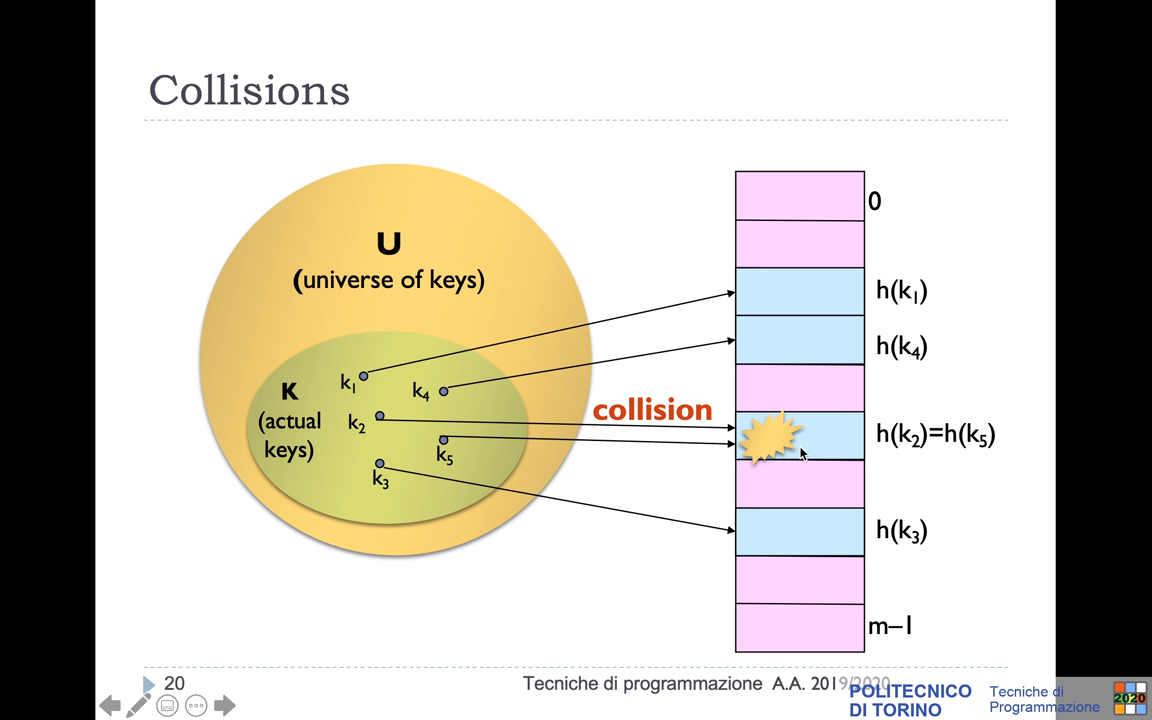 Collisions
U
(universe of keys)
K
(actual
keys)
k₁
k₄
k₂
k₅
k₃
collision
0
h(k₁)
h(k₄)
h(k₂)=h(k₅)
h(k₃)
m–1
20
Tecniche di programmazione A.A. 2019/2020
POLITECNICO
DI TORINO
Tecniche di
Programmazione
2020